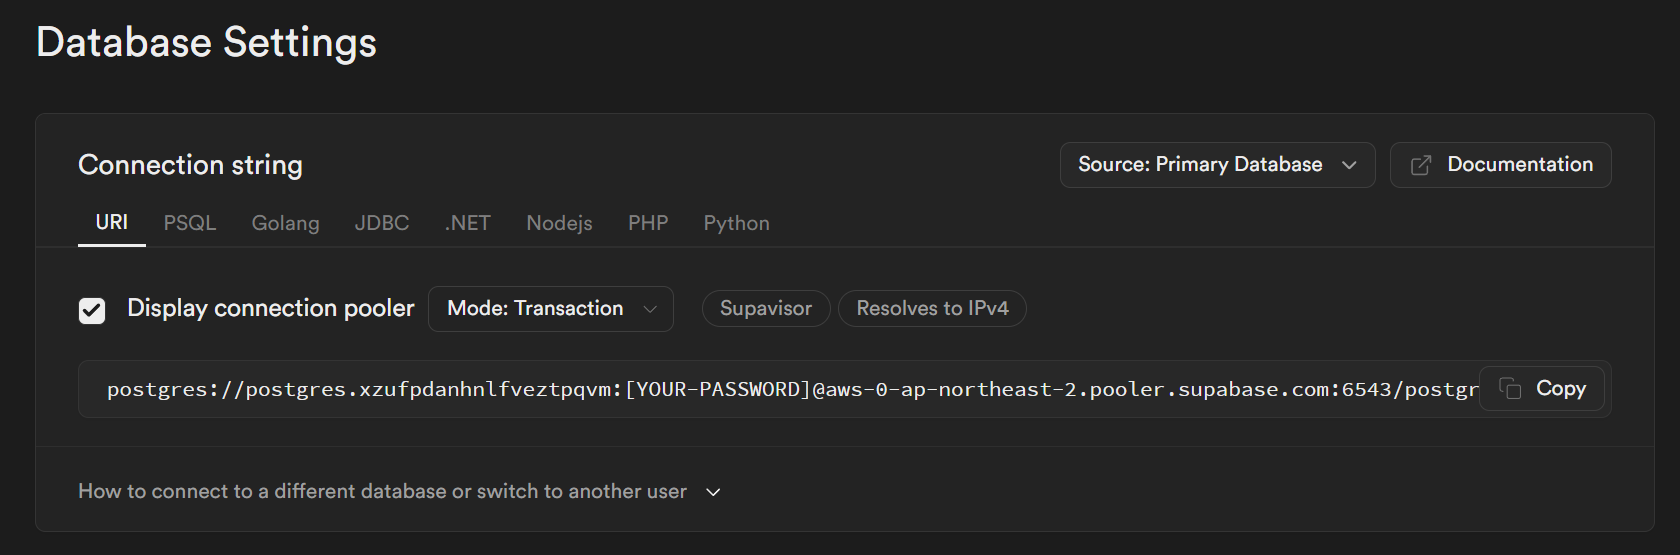 Database Settings
Connection string
Source: Primary Database
Documentation
URI PSQL Golang JDBC .NET Nodejs PHP Python
Display connection pooler
Mode: Transaction
Supavisor
Resolves to IPv4
postgres://postgres.xzufpdanhnlfveztpqvm:[YOUR-PASSWORD]@aws-0-ap-northeast-2.pooler.supabase.com:6543/postgr
Copy
How to connect to a different database or switch to another user